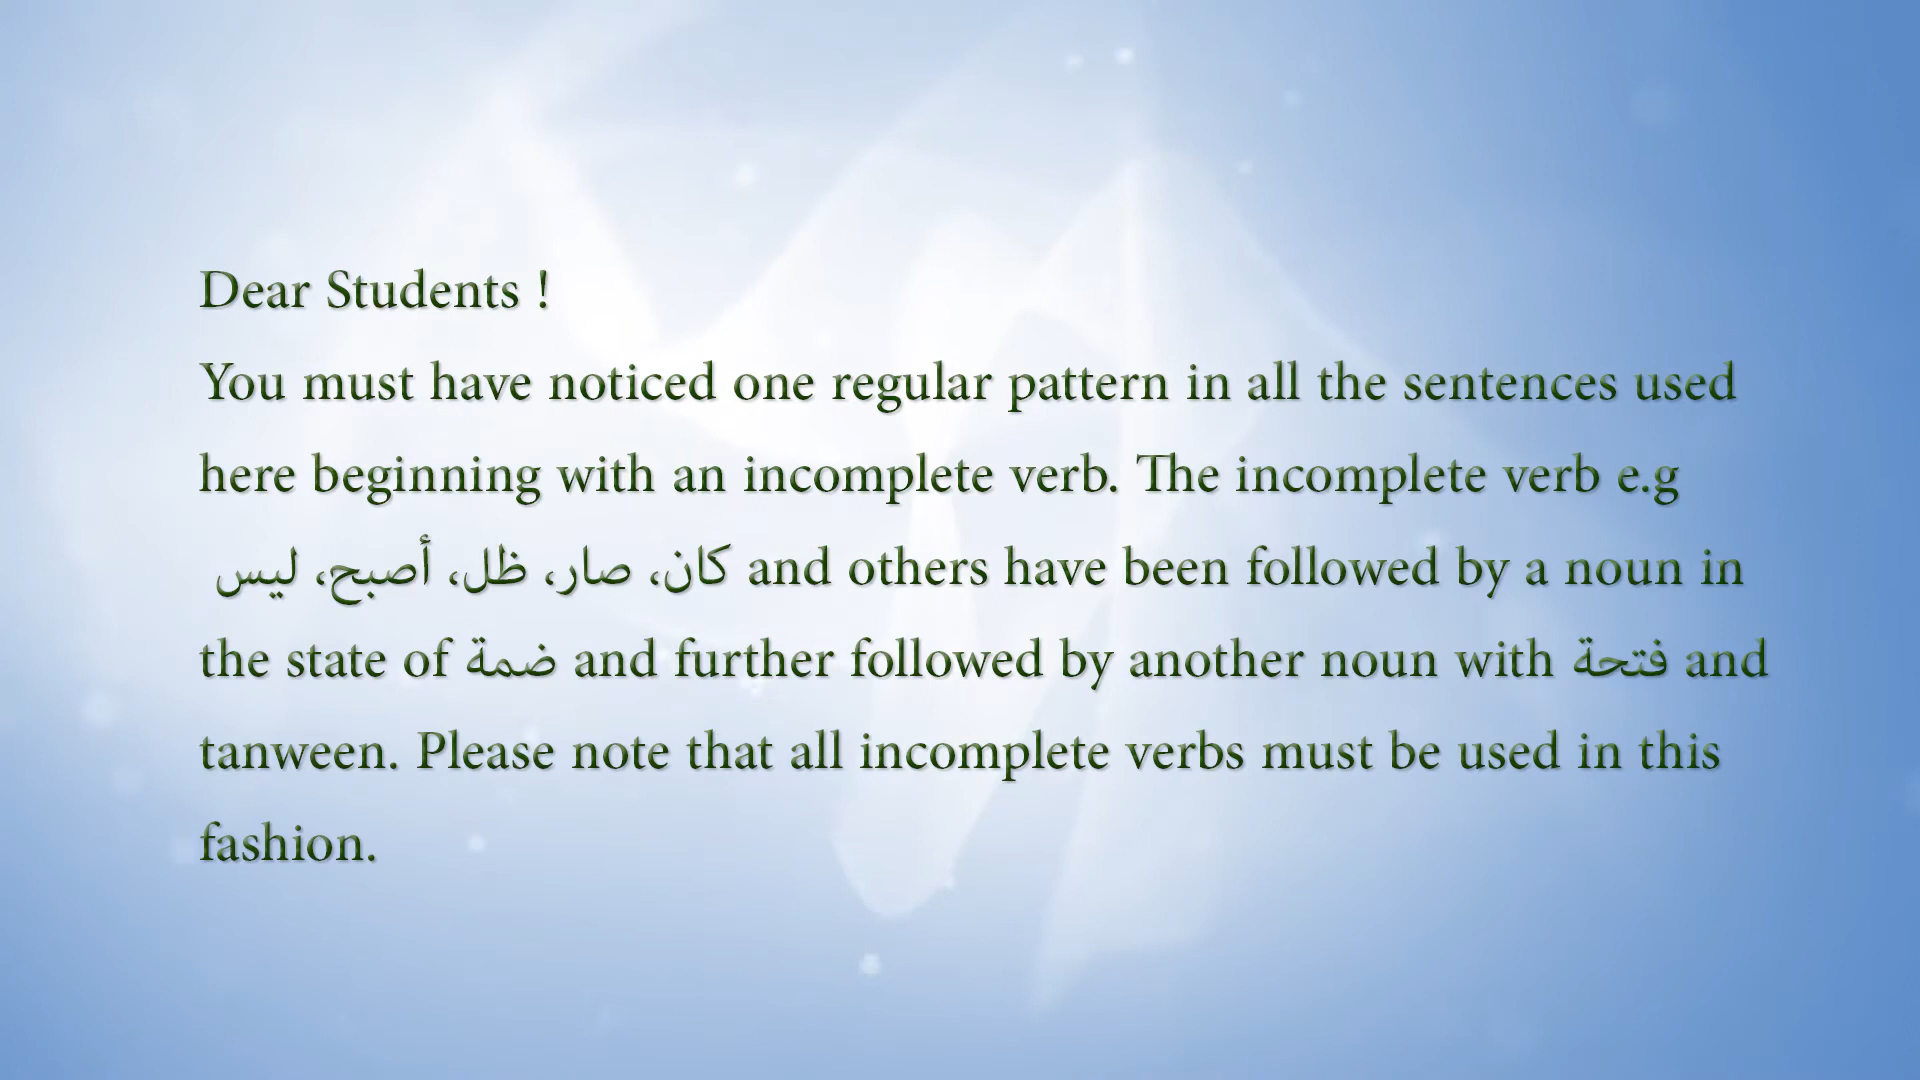 Dear Students !
You must have noticed one regular pattern in all the sentences used
here beginning with an incomplete verb. The incomplete verb e.g
كان، صار، ظل، أصبح، ليس and others have been followed by a noun in
the state of ضمة and further followed by another noun with فتحة and
tanween. Please note that all incomplete verbs must be used in this
fashion.